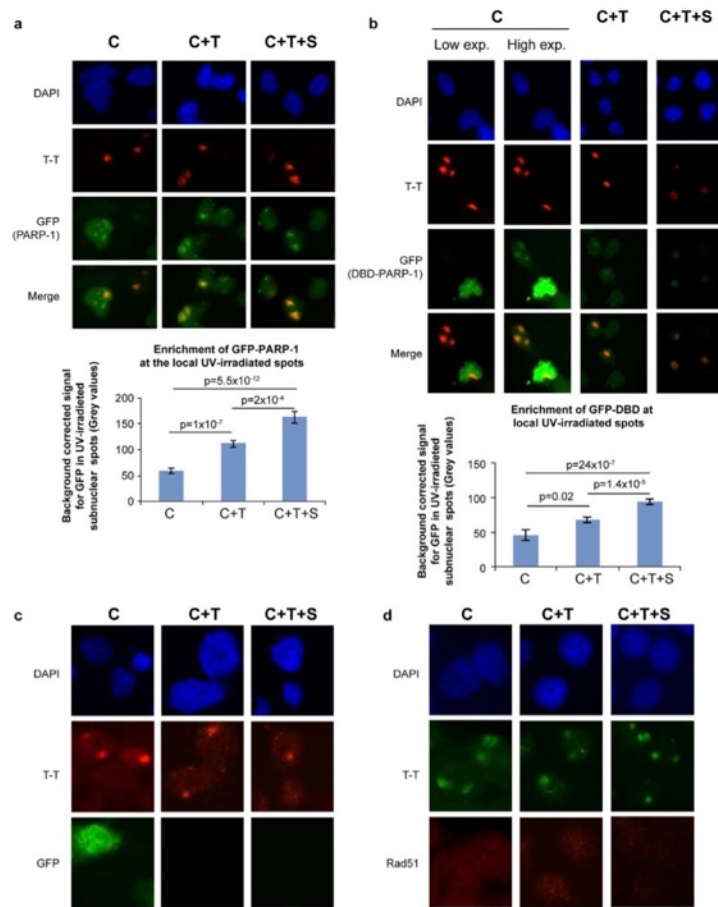 a
C
C+T
C+T+S
DAPI
T-T
GFP
(PARP-1)
Merge
Enrichment of GFP-PARP-1
at the local UV-irradiated spots
Background corrected signal
for GFP in UV-irradieted
subnuclear spots (Grey values)
200
150
100
50
0
p=5.5x10-12
p=2x10-4
p=1x10-7
C
C+T
C+T+S
b
C
C+T
C+T+S
Low exp.
High exp.
DAPI
T-T
GFP
(DBD-PARP-1)
Merge
Enrichment of GFP-DBD at
local UV-irradiated spots
Background corrected signal
for GFP in UV-irradiated
subnuclear spots (Grey values)
150
100
50
0
p=24x10-7
p=1.4x10-5
p=0.02
C
C+T
C+T+S
c
C
C+T
C+T+S
DAPI
T-T
GFP
d
C
C+T
C+T+S
DAPI
T-T
Rad51